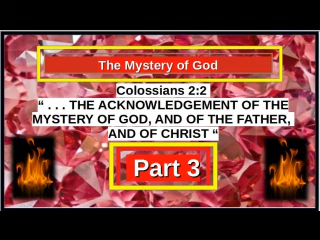 The Mystery of God
Colossians 2:2
“ . . . THE ACKNOWLEDGEMENT OF THE
MYSTERY OF GOD, AND OF THE FATHER,
AND OF CHRIST “
Part 3